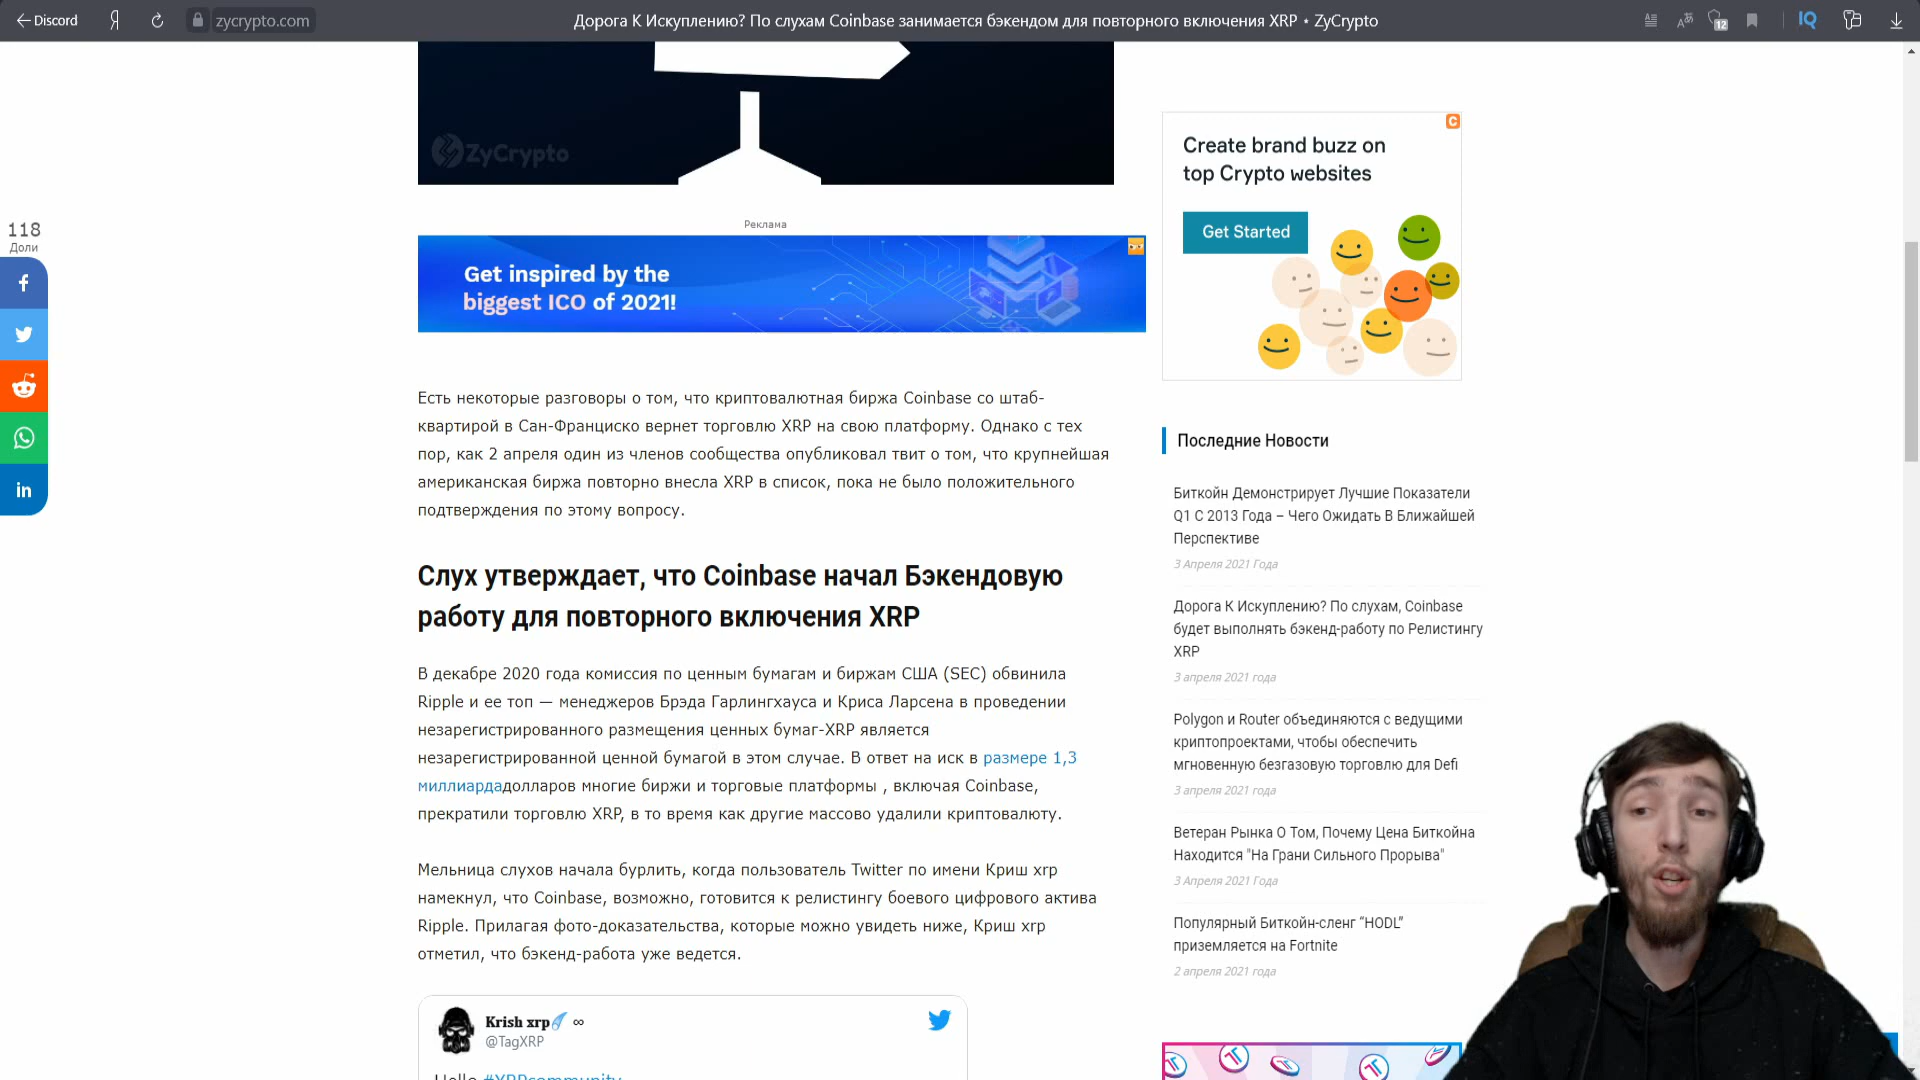 Discord
Я
zycrypto.com
Дорога К Искуплению? По слухам Coinbase занимается бэкендом для повторного включения XRP • ZyCrypto
12
IQ
ZyCrypto
118
Доли
f
in
Реклама
Get inspired by the
biggest ICO of 2021!
Есть некоторые разговоры о том, что криптовалютная биржа Coinbase со штаб-
квартирой в Сан-Франциско вернет торговлю XRP на свою платформу. Однако с тех
пор, как 2 апреля один из членов сообщества опубликовал твит о том, что крупнейшая
американская биржа повторно внесла XRP в список, пока не было положительного
подтверждения по этому вопросу.
Слух утверждает, что Coinbase начал Бэкендовую
работу для повторного включения XRP
В декабре 2020 года комиссия по ценным бумагам и биржам США (SEC) обвинила
Ripple и ее топ — менеджеров Брэда Гарлингхауса и Криса Ларсена в проведении
незарегистрированного размещения ценных бумаг-XRP является
незарегистрированной ценной бумагой в этом случае. В ответ на иск в размере 1,3
миллиардадолларов многие биржи и торговые платформы , включая Coinbase,
прекратили торговлю XRP, в то время как другие массово удалили криптовалюту.
Мельница слухов начала бурлить, когда пользователь Twitter по имени Криш xrp
намекнул, что Coinbase, возможно, готовится к релистингу боевого цифрового актива
Ripple. Прилагая фото-доказательства, которые можно увидеть ниже, Криш xrp
отметил, что бэкенд-работа уже ведется.
Krish xrp ∞
@TagXRP
Hello #XRPcommunity
Create brand buzz on
top Crypto websites
Get Started
Последние Новости
Биткойн Демонстрирует Лучшие Показатели
Q1 С 2013 Года – Чего Ожидать В Ближайшей
Перспективе
3 Апреля 2021 Года
Дорога К Искуплению? По слухам, Coinbase
будет выполнять бэкенд-работу по Релистингу
XRP
3 апреля 2021 года
Polygon и Router объединяются с ведущими
криптопроектами, чтобы обеспечить
мгновенную безгазовую торговлю для Defi
3 апреля 2021 года
Ветеран Рынка О Том, Почему Цена Биткойна
Находится "На Грани Сильного Прорыва"
3 Апреля 2021 Года
Популярный Биткойн-сленг “HODL”
приземляется на Fortnite
2 апреля 2021 года